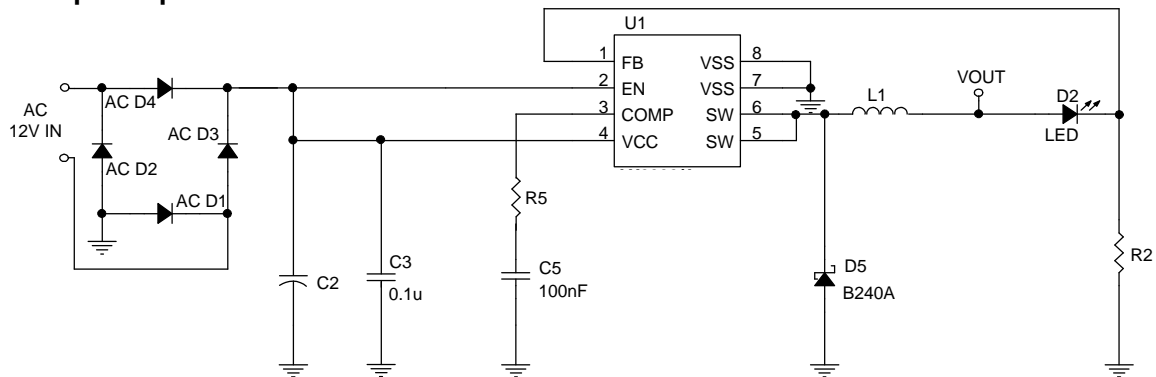 U1
1 FB VSS 8
2 EN VSS 7
3 COMP SW 6
4 VCC SW 5
AC
12V IN
AC D4
AC D3
AC D2
AC D1
VOUT
L1
D2
LED
R5
C2
C3
0.1u
C5
100nF
D5
B240A
R2